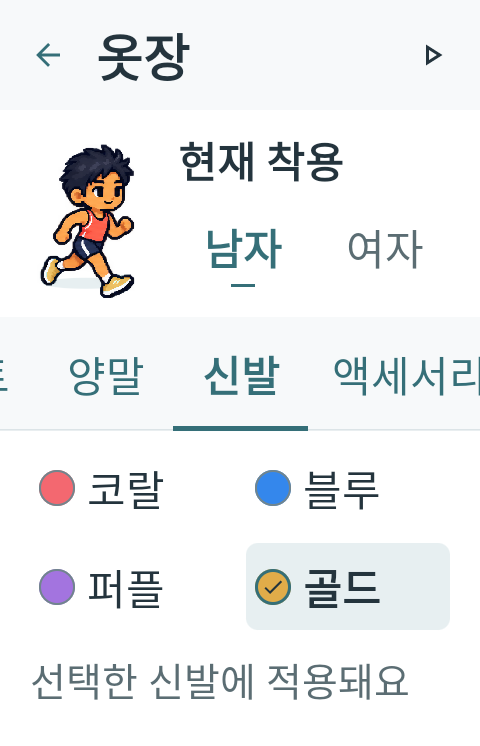 옷장
현재 착용
남자 여자
양말 신발 액세서리
코랄 블루
퍼플 골드
선택한 신발에 적용돼요